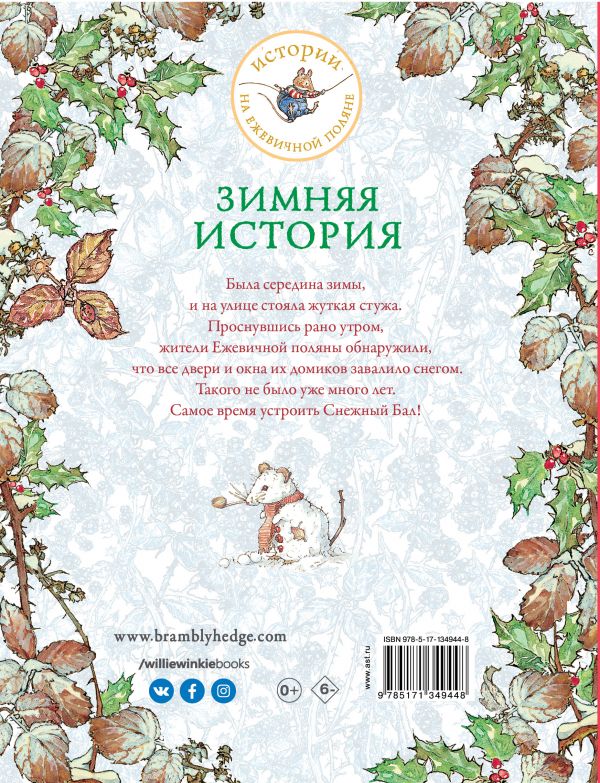 ИСТОРИИ
НА ЕЖЕВИЧНОЙ ПОЛЯНЕ
ЗИМНЯЯ
ИСТОРИЯ
Была середина зимы,
и на улице стояла жуткая стужа.
Проснувшись рано утром,
жители Ежевичной поляны обнаружили,
что все двери и окна их домиков завалило снегом.
Такого не было уже много лет.
Самое время устроить Снежный Бал!
www.bramblyhedge.com
/williewinkiebooks
0+
6-
www.ast.ru
ISBN 978-5-17-134944-8
9 785171 349448